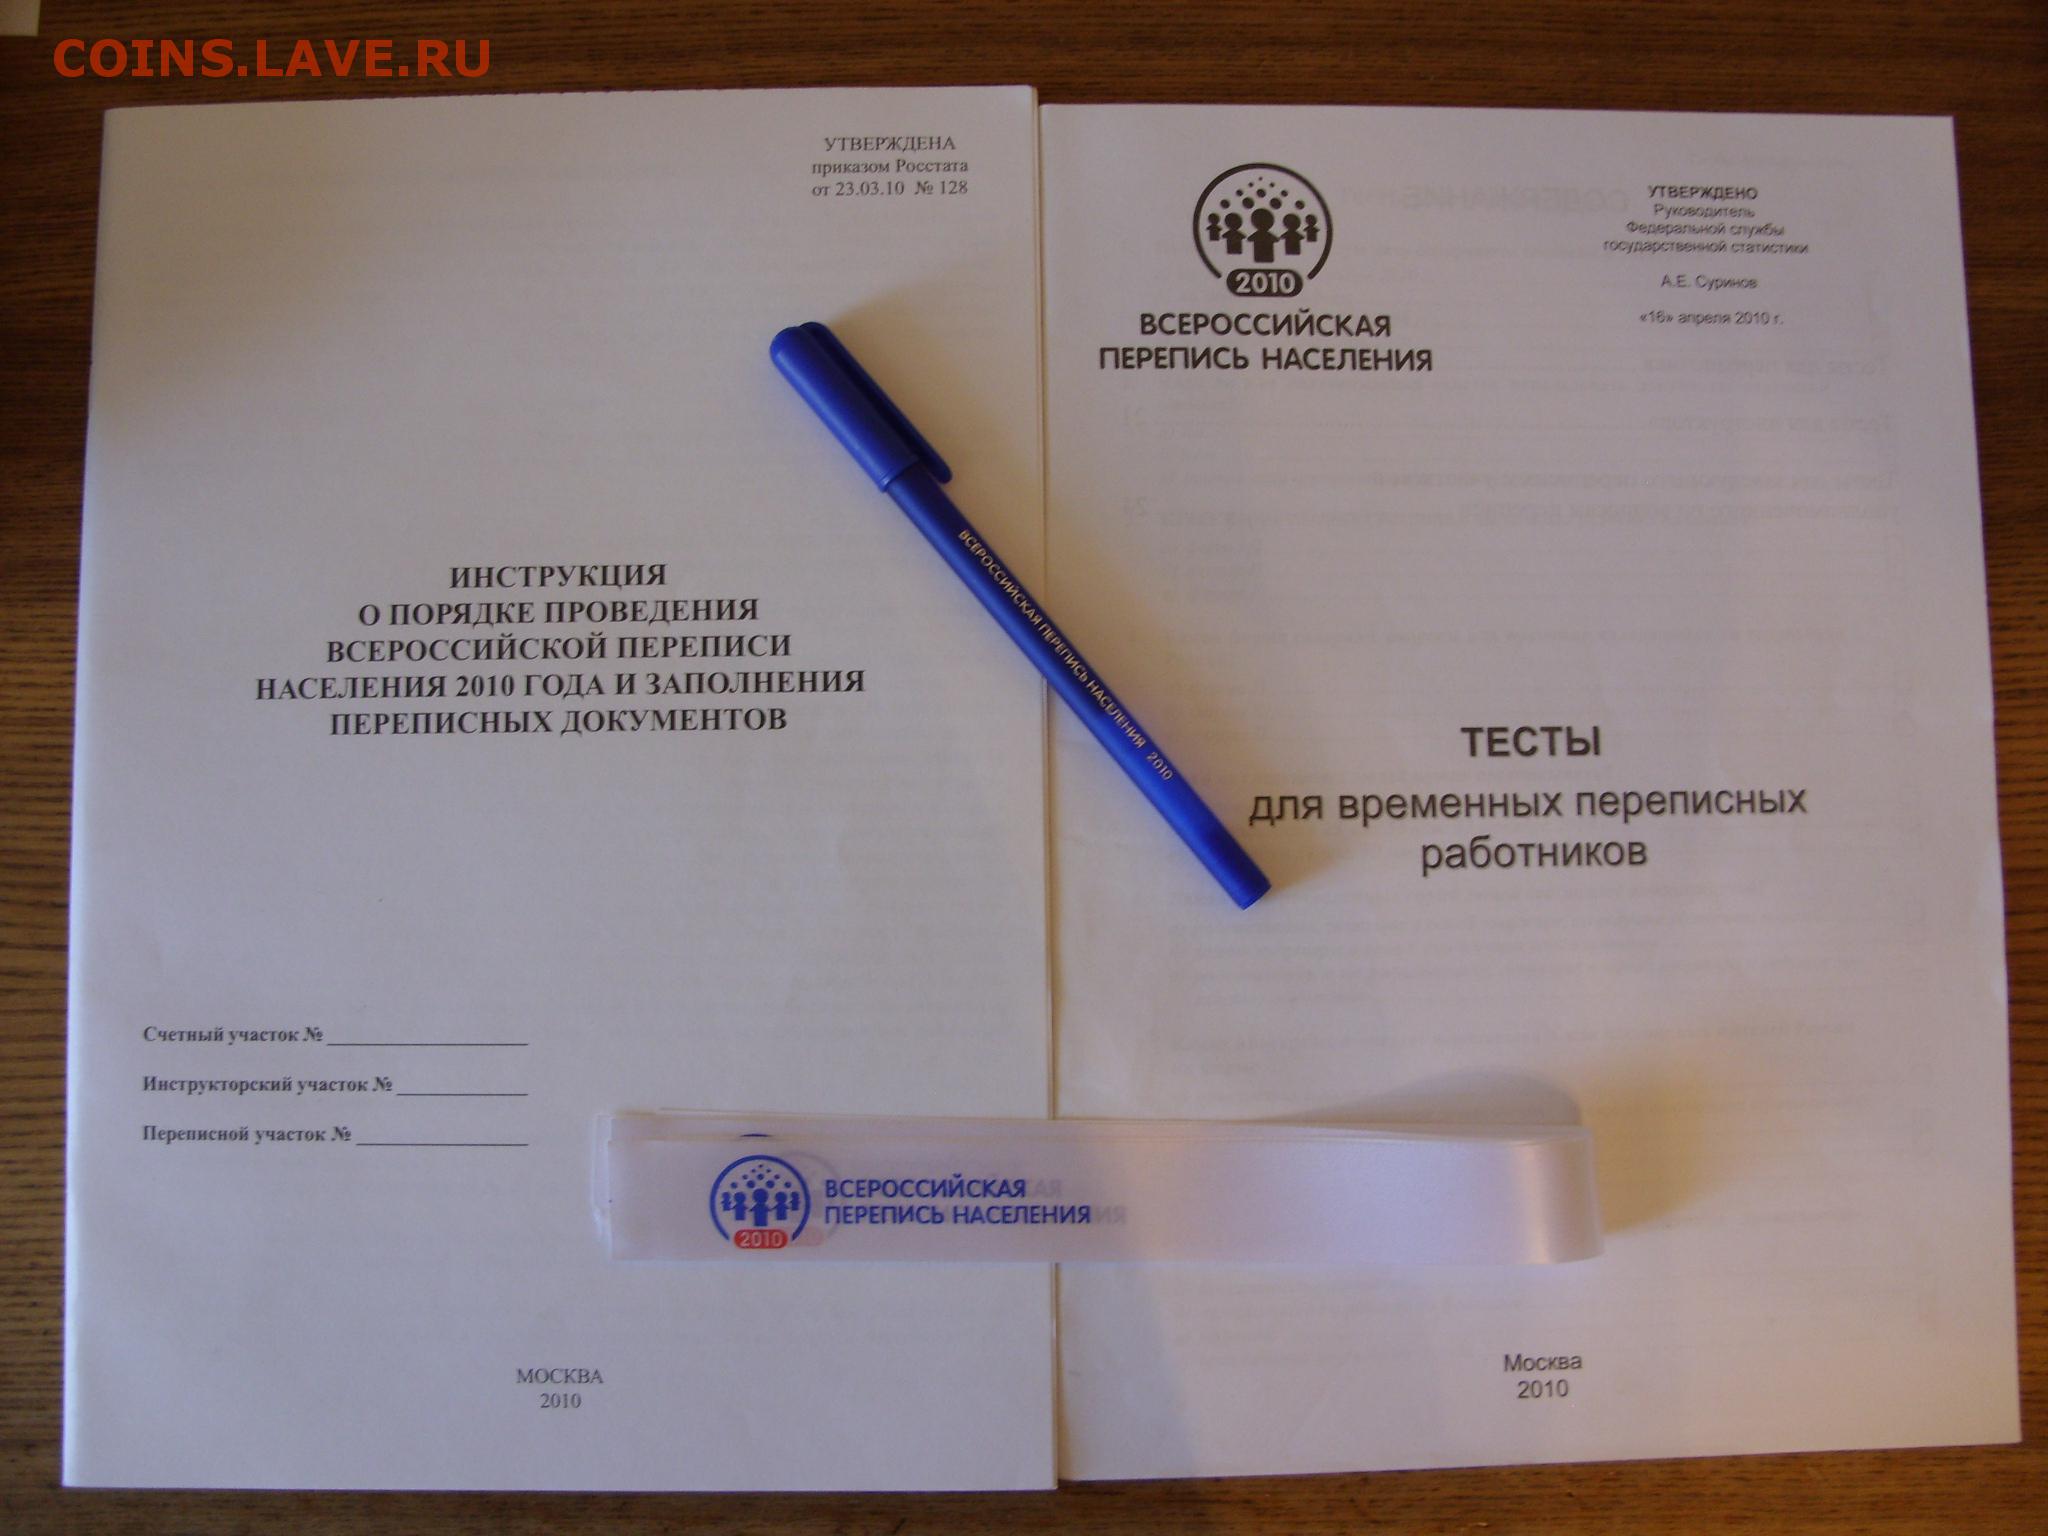 COINS.LAVE.RU
УТВЕРЖДЕНА
приказом Росстата
от 23.03.10 № 128
ИНСТРУКЦИЯ
О ПОРЯДКЕ ПРОВЕДЕНИЯ
ВСЕРОССИЙСКОЙ ПЕРЕПИСИ
НАСЕЛЕНИЯ 2010 ГОДА И ЗАПОЛНЕНИЯ
ПЕРЕПИСНЫХ ДОКУМЕНТОВ
Счетный участок №
Инструкторский участок №
Переписной участок №
МОСКВА
2010
2010
ВСЕРОССИЙСКАЯ
ПЕРЕПИСЬ НАСЕЛЕНИЯ
УТВЕРЖДЕНО
Руководитель
Федеральной службы
государственной статистики
А.Е. Суринов
«16» апреля 2010 г.
ТЕСТЫ
для временных переписных
работников
Москва
2010
ВСЕРОССИЙСКАЯ ПЕРЕПИСЬ НАСЕЛЕНИЯ 2010
2010
ВСЕРОССИЙСКАЯ
ПЕРЕПИСЬ НАСЕЛЕНИЯ